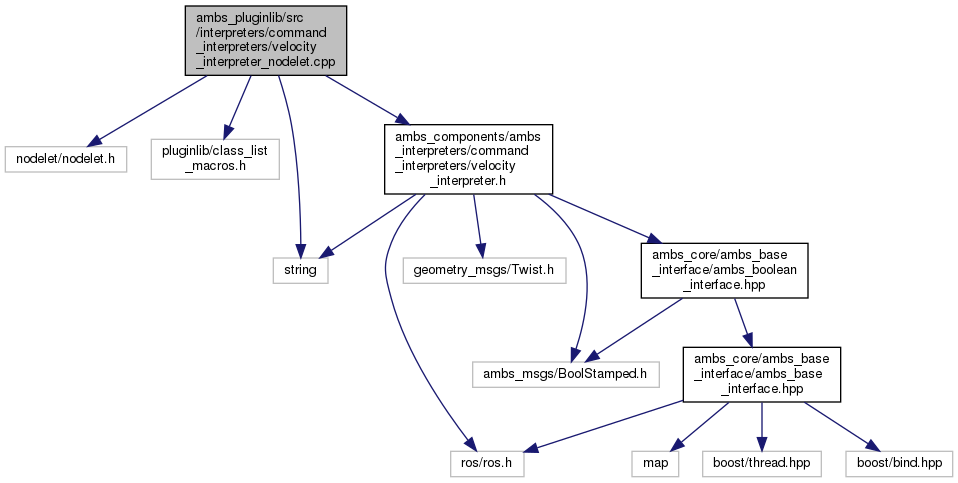 ambs_pluginlib/src
/interpreters/command
_interpreters/velocity
_interpreter_nodelet.cpp
nodelet/nodelet.h
pluginlib/class_list
_macros.h
ambs_components/ambs
_interpreters/command
_interpreters/velocity
_interpreter.h
string
geometry_msgs/Twist.h
ambs_core/ambs_base
_interface/ambs_boolean
_interface.hpp
ambs_msgs/BoolStamped.h
ambs_core/ambs_base
_interface/ambs_base
_interface.hpp
ros/ros.h
map
boost/thread.hpp
boost/bind.hpp